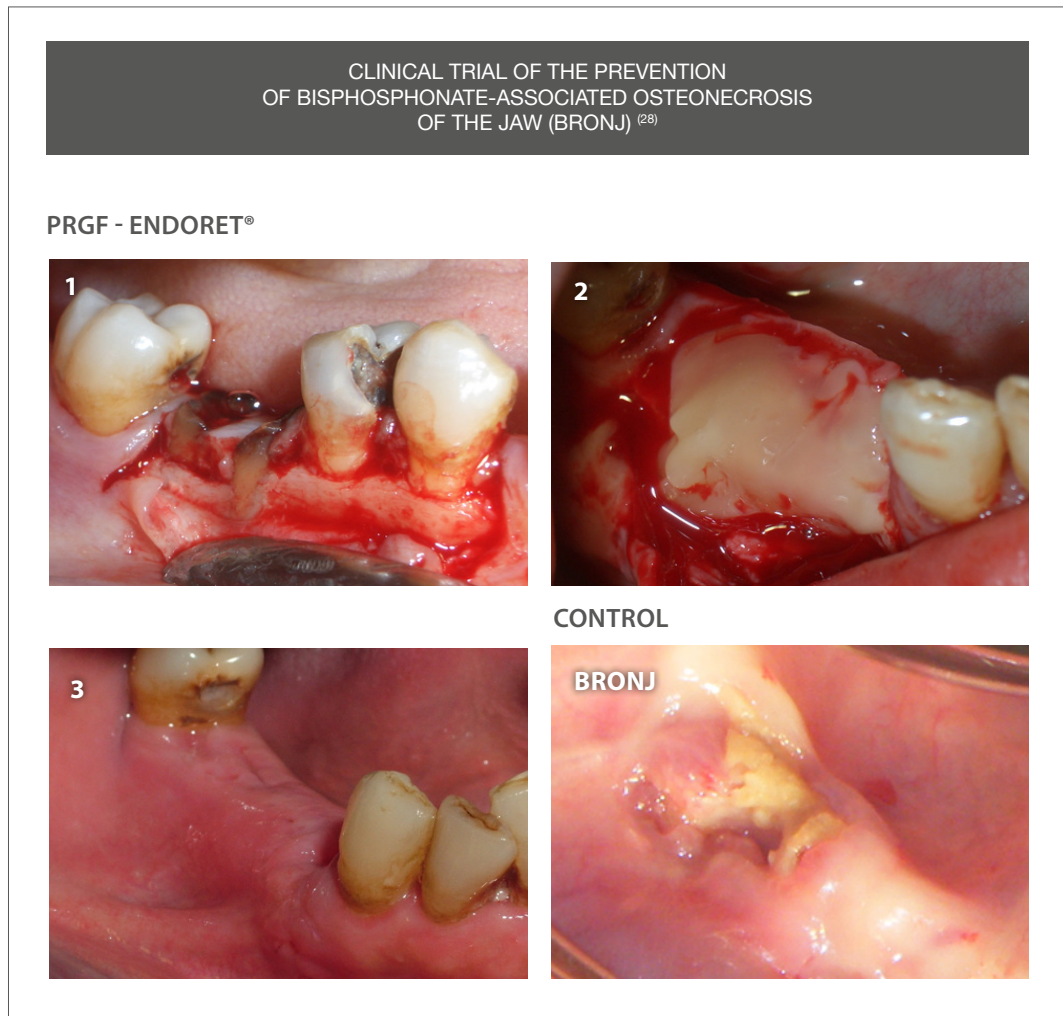 CLINICAL TRIAL OF THE PREVENTION
OF BISPHOSPHONATE-ASSOCIATED OSTEONECROSIS
OF THE JAW (BRONJ) (28)
PRGF - ENDORET®
1
2
CONTROL
3
BRONJ